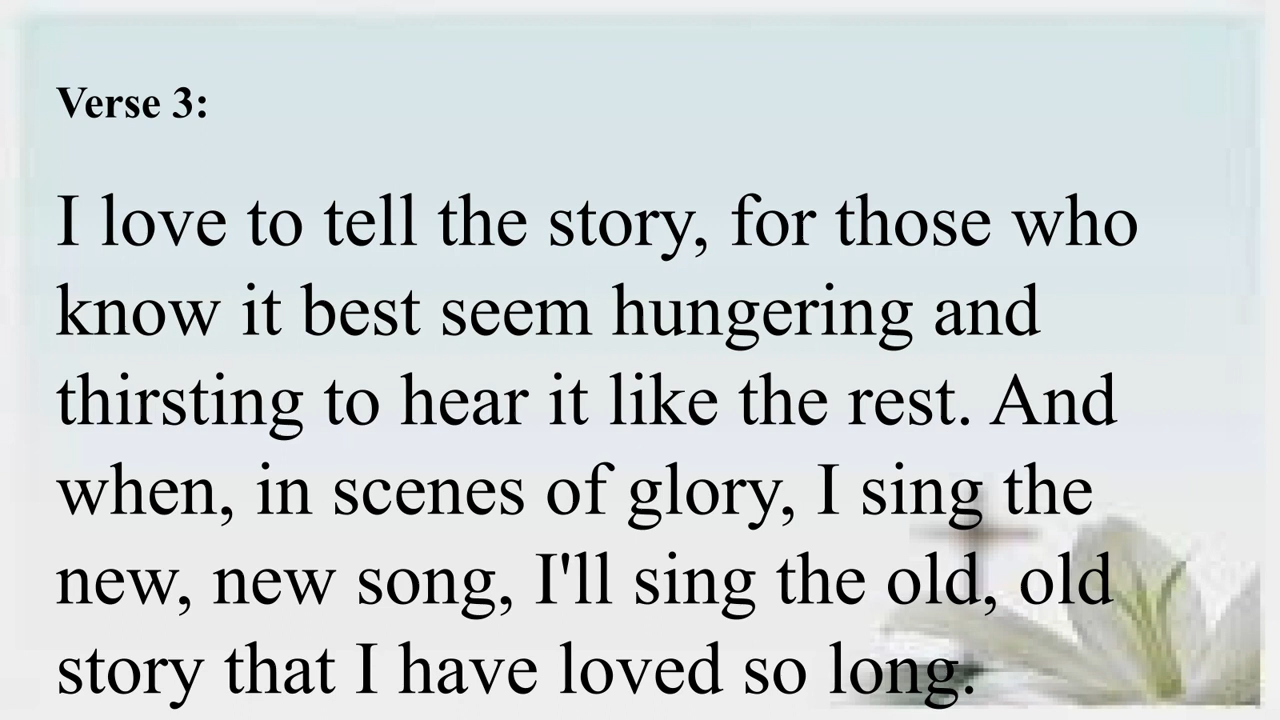 Verse 3:
I love to tell the story, for those who
know it best seem hungering and
thirsting to hear it like the rest. And
when, in scenes of glory, I sing the
new, new song, I'll sing the old, old
story that I have loved so long.